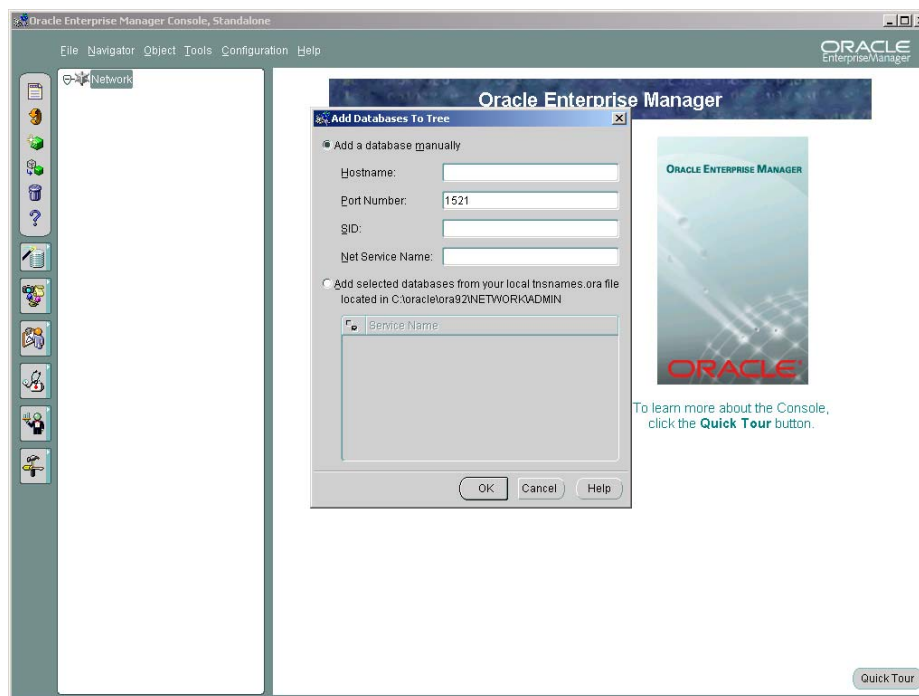 Oracle Enterprise Manager Console, Standalone
File Navigator Object Tools Configuration Help
ORACLE
EnterpriseManager
Network
Oracle Enterprise Manager
Add Databases To Tree
Add a database manually
Hostname:
Port Number: 1521
SID:
Net Service Name:
Add selected databases from your local tnsnames.ora file
located in C:\oracle\ora92\NETWORK\ADMIN
Service Name
OK Cancel Help
ORACLE ENTERPRISE MANAGER
ORACLE
To learn more about the Console,
click the Quick Tour button.
Quick Tour